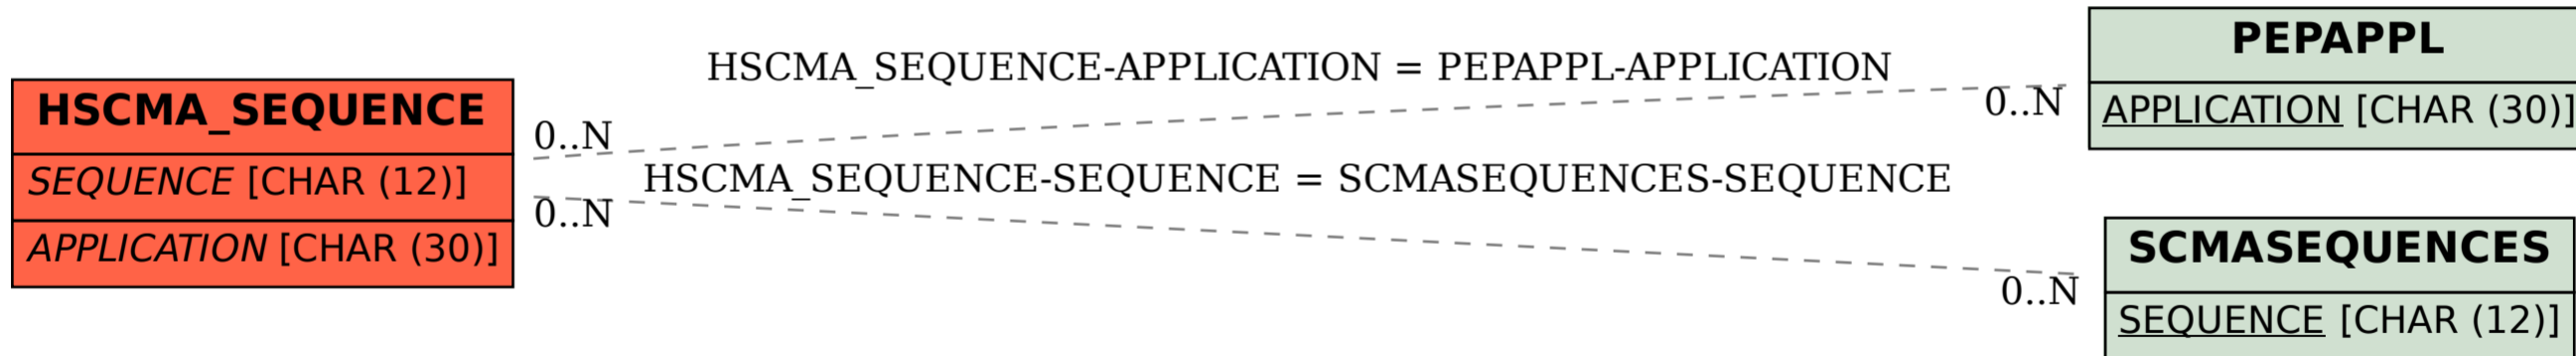 HSCMA_SEQUENCE
SEQUENCE [CHAR (12)]
APPLICATION [CHAR (30)]
HSCMA_SEQUENCE-APPLICATION = PEPAPPL-APPLICATION
0..N
0..N
HSCMA_SEQUENCE-SEQUENCE = SCMASEQUENCES-SEQUENCE
0..N
0..N
PEPAPPL
APPLICATION [CHAR (30)]
SCMASEQUENCES
SEQUENCE [CHAR (12)]